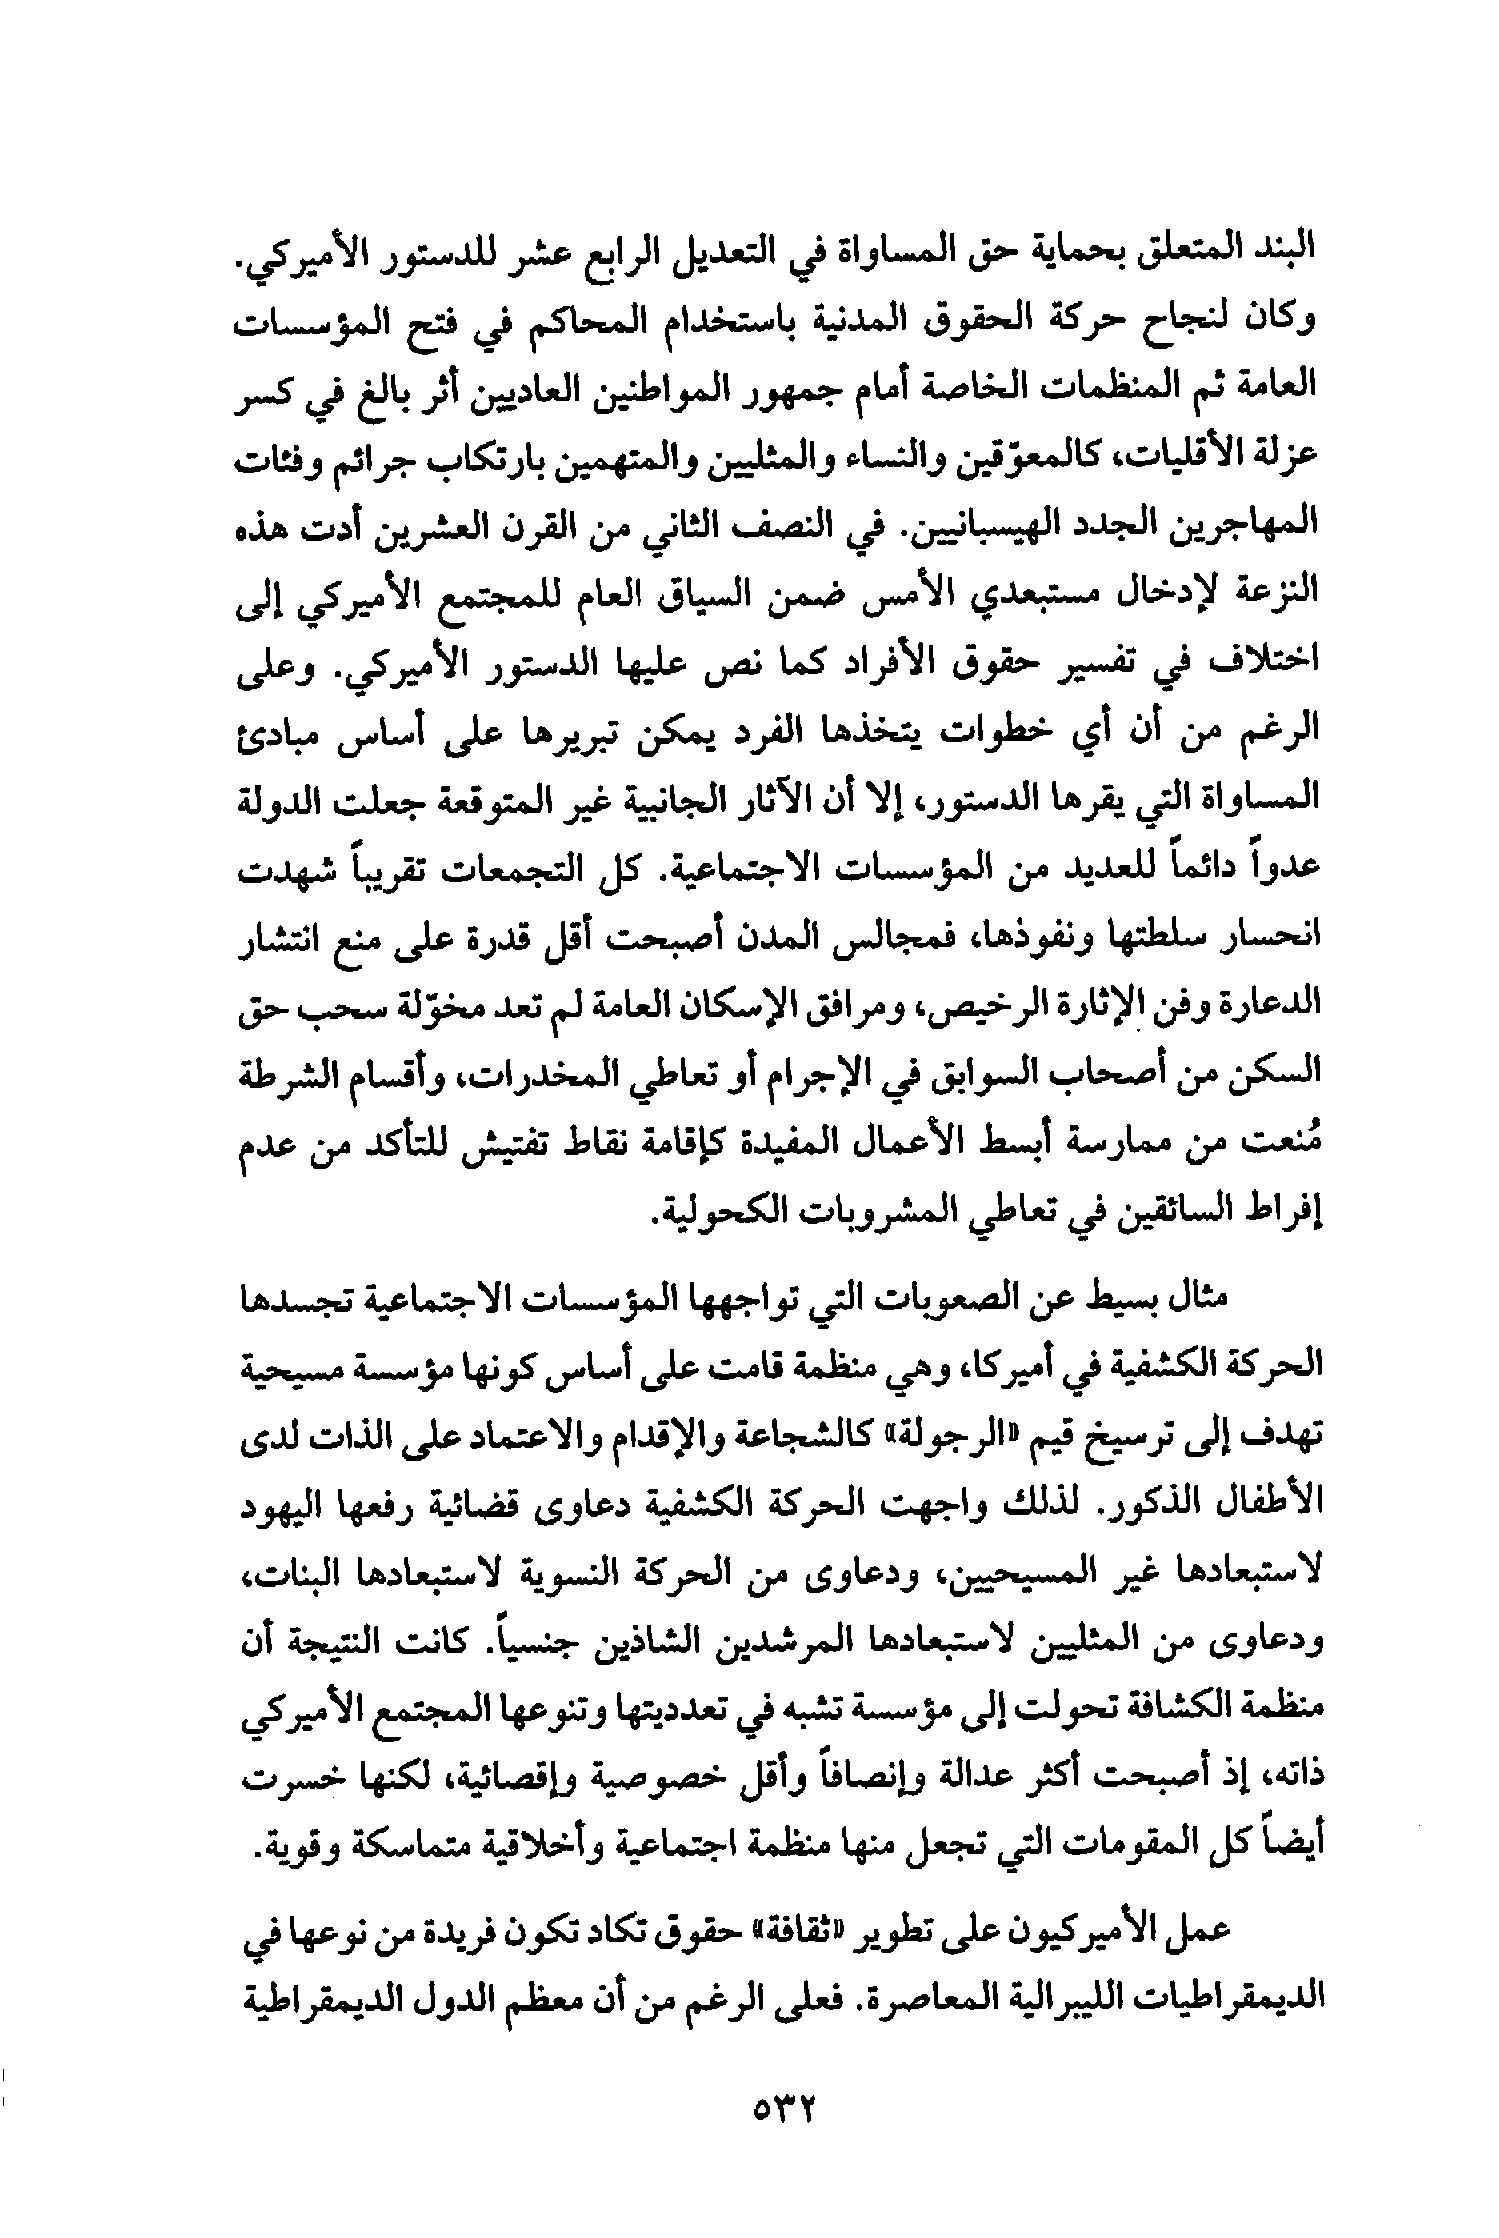 البند المتعلق بحماية حق المساواة في التعديل الرابع عشر للدستور الأميركي.
وكان لنجاح حركة الحقوق المدنية باستخدام المحاكم في فتح المؤسسات
العامة ثم المنظمات الخاصة أمام جمهور المواطنين العاديين أثر بالغ في كسر
عزلة الأقليات، كالمعوّقين والنساء والمثليين والمتهمين بارتكاب جرائم وفئات
المهاجرين الجدد الهيسبانيين. في النصف الثاني من القرن العشرين أدت هذه
النزعة لإدخال مستبعدي الأمس ضمن السياق العام للمجتمع الأميركي إلى
اختلاف في تفسير حقوق الأفراد كما نص عليها الدستور الأميركي. وعلى
الرغم من أن أي خطوات يتخذها الفرد يمكن تبريرها على أساس مبادئ
المساواة التي يقرها الدستور، إلا أن الآثار الجانبية غير المتوقعة جعلت الدولة
عدواً دائماً للعديد من المؤسسات الاجتماعية. كل التجمعات تقريباً شهدت
انحسار سلطتها ونفوذها، فمجالس المدن أصبحت أقل قدرة على منع انتشار
الدعارة وفن الإثارة الرخيص، ومرافق الإسكان العامة لم تعد مخوّلة سحب حق
السكن من أصحاب السوابق في الإجرام أو تعاطي المخدرات، وأقسام الشرطة
مُنعت من ممارسة أبسط الأعمال المفيدة كإقامة نقاط تفتيش للتأكد من عدم
إفراط السائقين في تعاطي المشروبات الكحولية.
مثال بسيط عن الصعوبات التي تواجهها المؤسسات الاجتماعية تجسدها
الحركة الكشفية في أميركا، وهي منظمة قامت على أساس كونها مؤسسة مسيحية
تهدف إلى ترسيخ قيم «الرجولة» كالشجاعة والإقدام والاعتماد على الذات لدى
الأطفال الذكور. لذلك واجهت الحركة الكشفية دعاوى قضائية رفعها اليهود
لاستبعادها غير المسيحيين، ودعاوى من الحركة النسوية لاستبعادها البنات،
ودعاوى من المثليين لاستبعادها المرشدين الشاذين جنسياً. كانت النتيجة أن
منظمة الكشافة تحولت إلى مؤسسة تشبه في تعدديتها وتنوعها المجتمع الأميركي
ذاته، إذ أصبحت أكثر عدالة وإنصافاً وأقل خصوصية وإقصائية، لكنها خسرت
أيضاً كل المقومات التي تجعل منها منظمة اجتماعية وأخلاقية متماسكة وقوية.
عمل الأميركيون على تطوير «ثقافة» حقوق تكاد تكون فريدة من نوعها في
الديمقراطيات الليبرالية المعاصرة. فعلى الرغم من أن معظم الدول الديمقراطية
٥٣٢